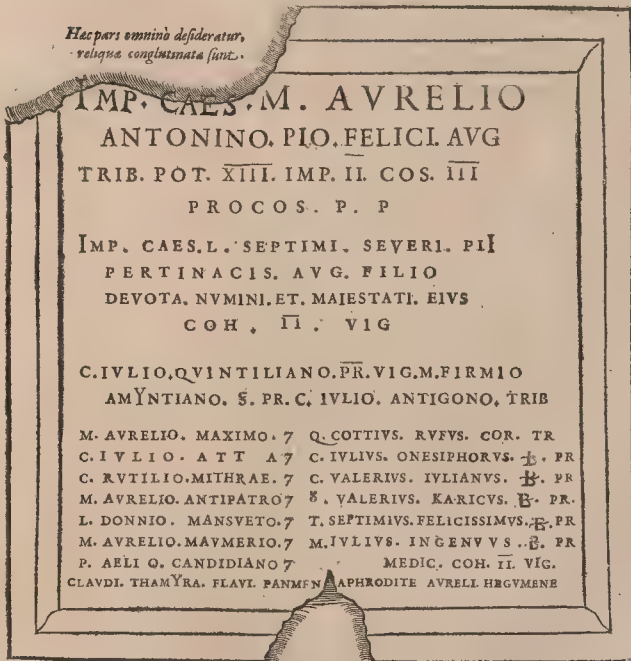 Hæc pars omnino desideratur,
reliquæ conglutinata sunt.
IMP. CAES. M. AVRELIO
ANTONINO. PIO. FELICI. AVG
TRIB. POT. XIII. IMP. II. COS. III
PROCOS. P. P
IMP. CAES. L. SEPTIMI. SEVERI. PII
PERTINACIS. AVG. FILIO
DEVOTA. NVMINI. ET. MAIESTATI. EIVS
COH. II. VIG
C. IVLIO. QVINTILIANO. PR. VIG. M. FIRMIO
AMYNTIANO. S. PR. C. IVLIO. ANTIGONO. TRIB
M. AVRELIO. MAXIMO. 7 Q. COTTIVS. RVFVS. COR. TR
C. IVLIO. ATT A 7 C. IVLIVS. ONESIPHORVS. PR
C. RVTILIO. MITHRAE. 7 C. VALERIVS. IVLIANVS. PR
M. AVRELIO. ANTIPATRO 7 VALERIVS. KARICVS. PR.
L. DONNIO. MANSVETO. 7 T. SEPTIMIVS. FELICISSIMVS. PR
M. AVRELIO. MAVMERIO. 7 M. IVLIVS. INGENVVS. PR
P. AELI Q. CANDIDIANO 7 MEDIC. COH. II. VIG.
CLAVDI. THAMYRA. FLAVI. PANMEN APHRODITE AVRELI. HEGVMENE